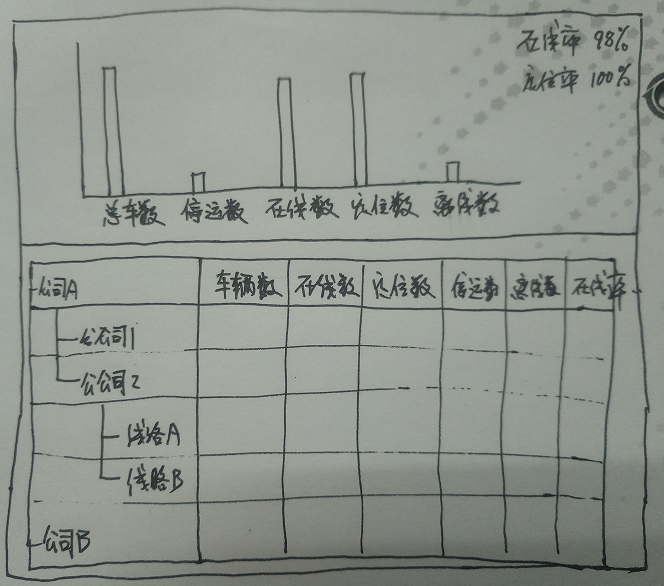 在线率 98%
定位率 100%
总车数 停运数 在线数 定位数 离线数
公司A 车辆数 在线数 定位数 停运数 离线数 在线率
分公司1
分公司2
线路A
线路B
公司B